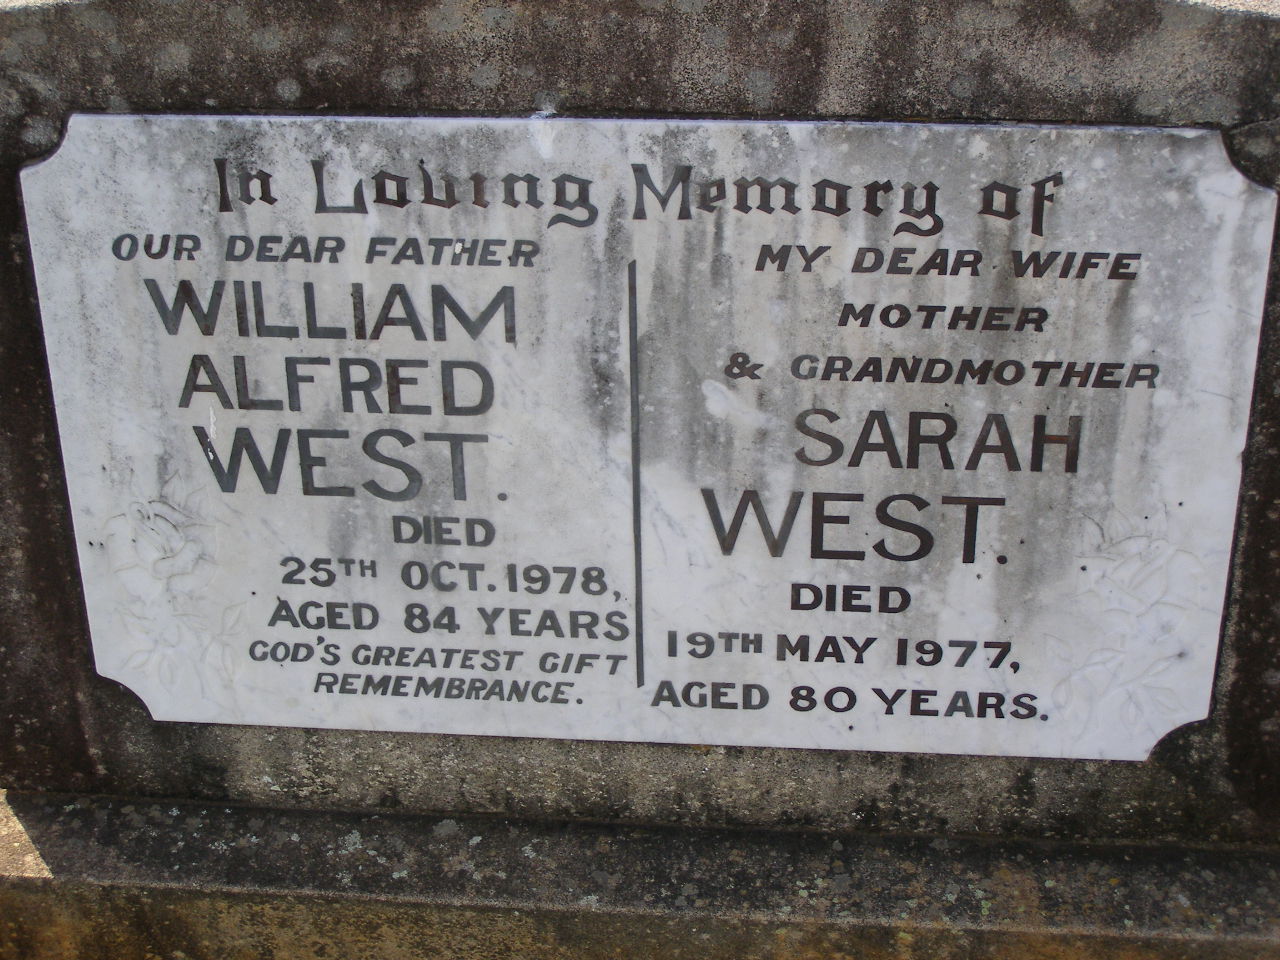 In Loving Memory of
OUR DEAR FATHER
WILLIAM
ALFRED
WEST.
DIED
25TH OCT. 1978,
AGED 84 YEARS
GOD'S GREATEST GIFT
REMEMBRANCE.
MY DEAR WIFE
MOTHER
& GRANDMOTHER
SARAH
WEST.
DIED
19TH MAY 1977,
AGED 80 YEARS.